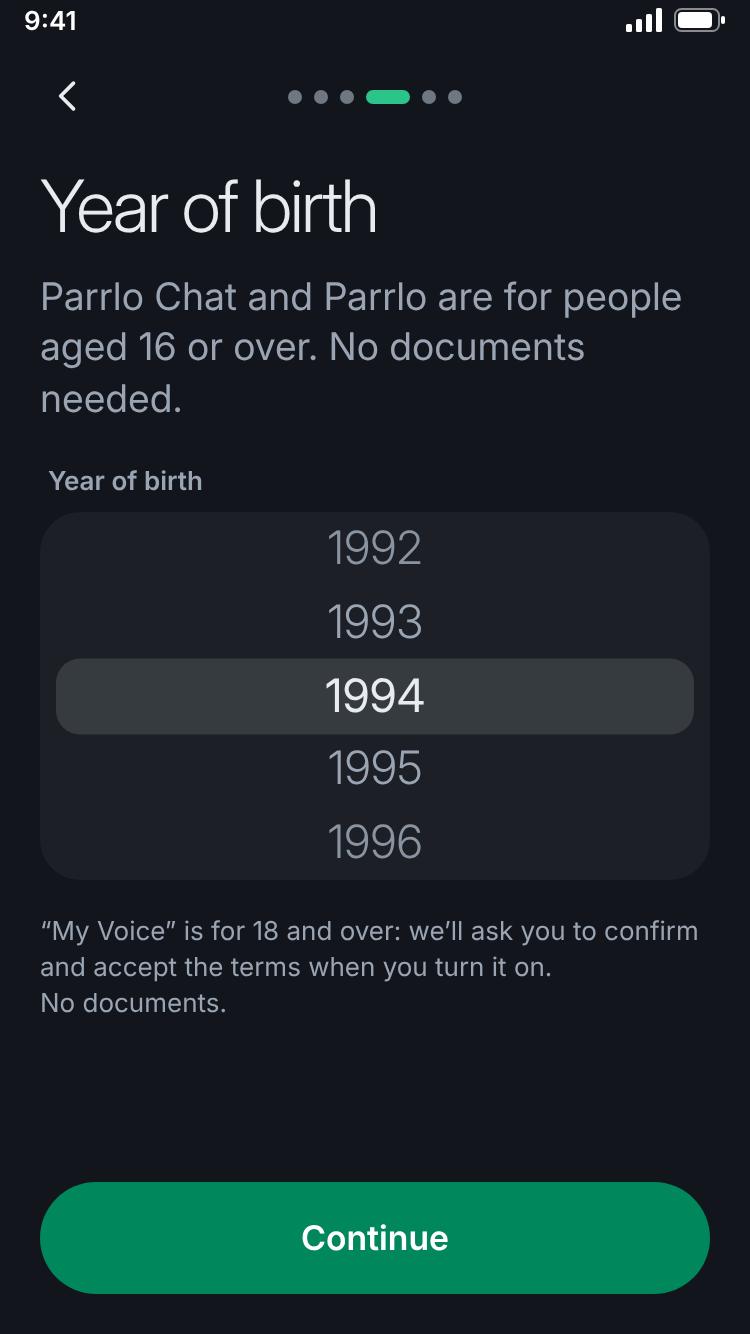 9:41
Year of birth
Parrlo Chat and Parrlo are for people
aged 16 or over. No documents
needed.
Year of birth
1992
1993
1994
1995
1996
“My Voice” is for 18 and over: we’ll ask you to confirm
and accept the terms when you turn it on.
No documents.
Continue